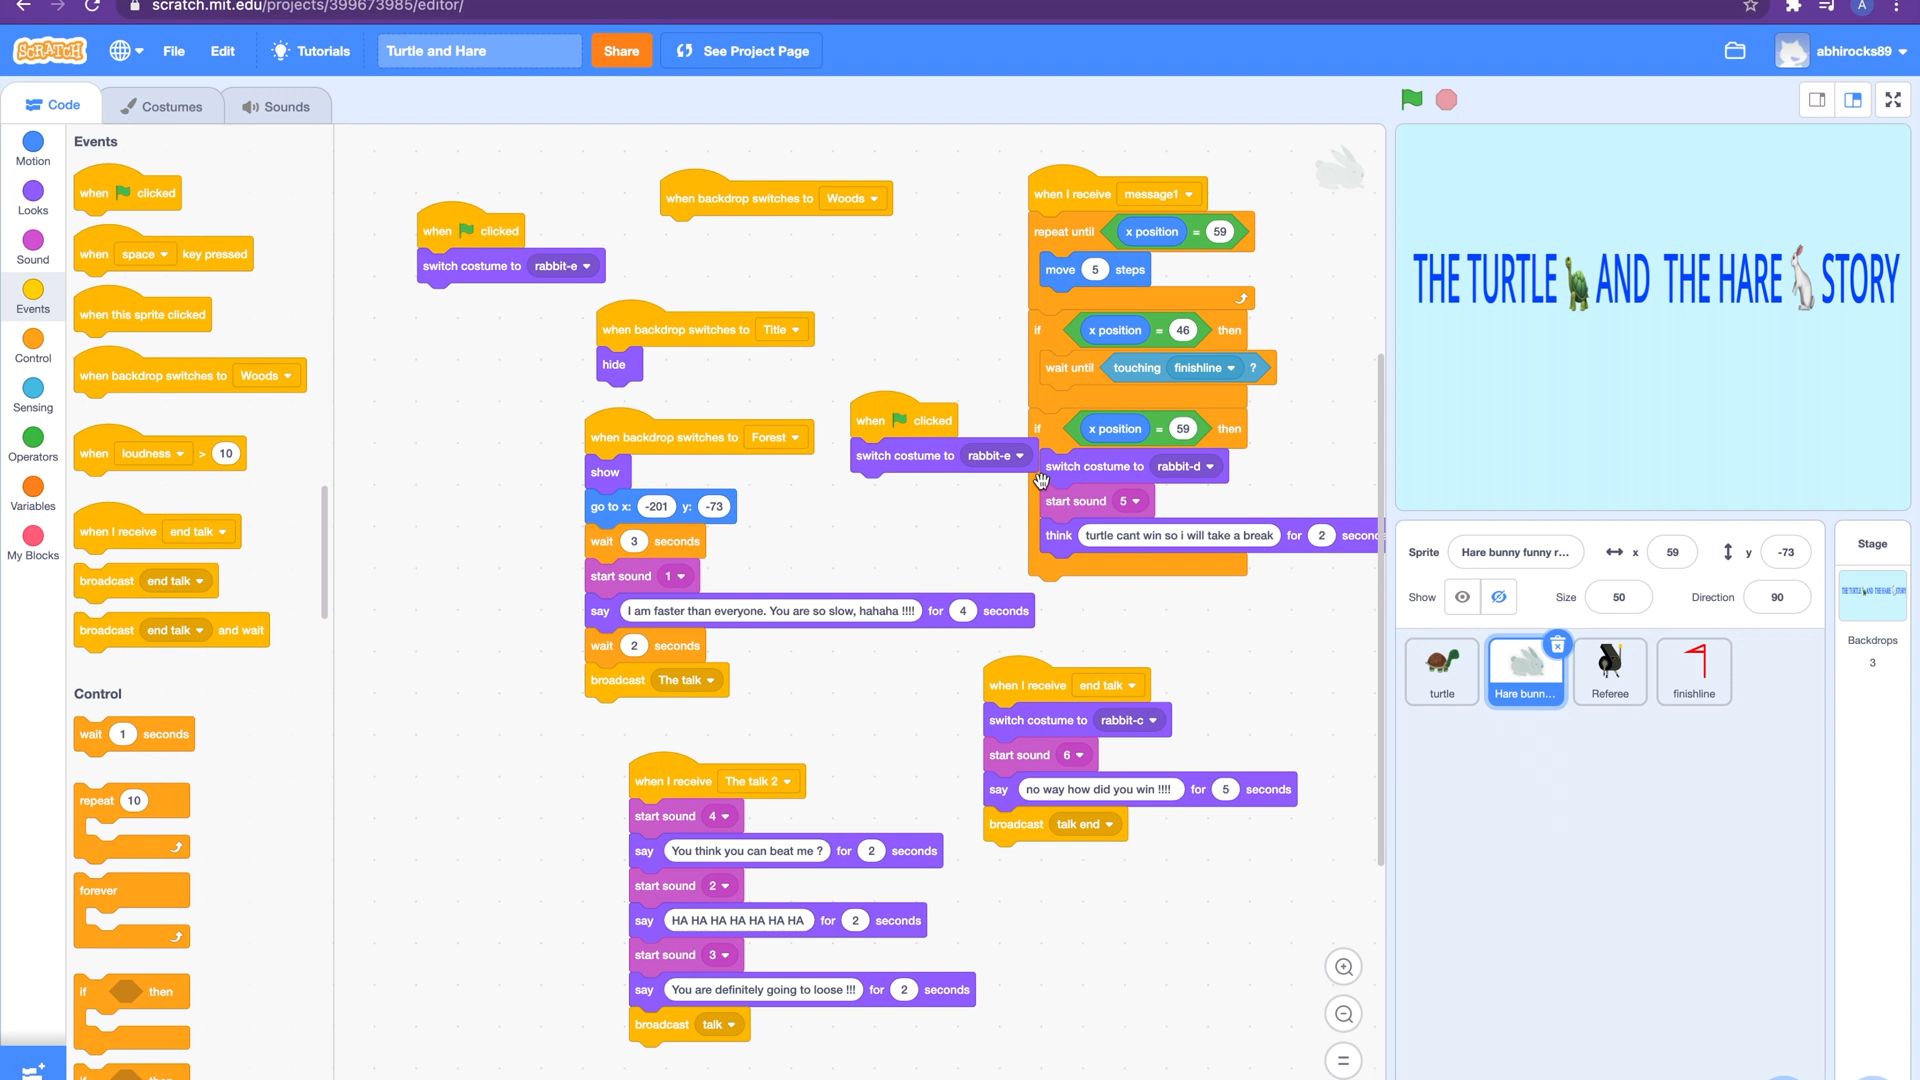 scratch.mit.edu/projects/399673985/editor/
A
SCRATCH
File
Edit
Tutorials
Turtle and Hare
Share
See Project Page
abhirocks89
Code
Costumes
Sounds
Motion
Looks
Sound
Events
Control
Sensing
Operators
Variables
My Blocks
Events
when clicked
when space key pressed
when this sprite clicked
when backdrop switches to Woods
when loudness > 10
when I receive end talk
broadcast end talk
broadcast end talk and wait
Control
wait 1 seconds
repeat 10
forever
if then
if then
when clicked
switch costume to rabbit-e
when backdrop switches to Woods
when backdrop switches to Title
hide
when backdrop switches to Forest
show
go to x: -201 y: -73
wait 3 seconds
start sound 1
say I am faster than everyone. You are so slow, hahaha !!!! for 4 seconds
wait 2 seconds
broadcast The talk
when clicked
switch costume to rabbit-e
when I receive message1
repeat until x position = 59
move 5 steps
if x position = 46 then
wait until touching finishline ?
if x position = 59 then
switch costume to rabbit-d
start sound 5
think turtle cant win so i will take a break for 2 secon
when I receive end talk
switch costume to rabbit-c
start sound 6
say no way how did you win !!!! for 5 seconds
broadcast talk end
when I receive The talk 2
start sound 4
say You think you can beat me ? for 2 seconds
start sound 2
say HA HA HA HA HA HA HA for 2 seconds
start sound 3
say You are definitely going to loose !!! for 2 seconds
broadcast talk
THE TURTLE AND THE HARE STORY
Sprite Hare bunny funny r... x 59 y -73
Show Size 50 Direction 90
turtle
Hare bunn...
Referee
finishline
Stage
THE TURTLE AND THE HARE STORY
Backdrops
3